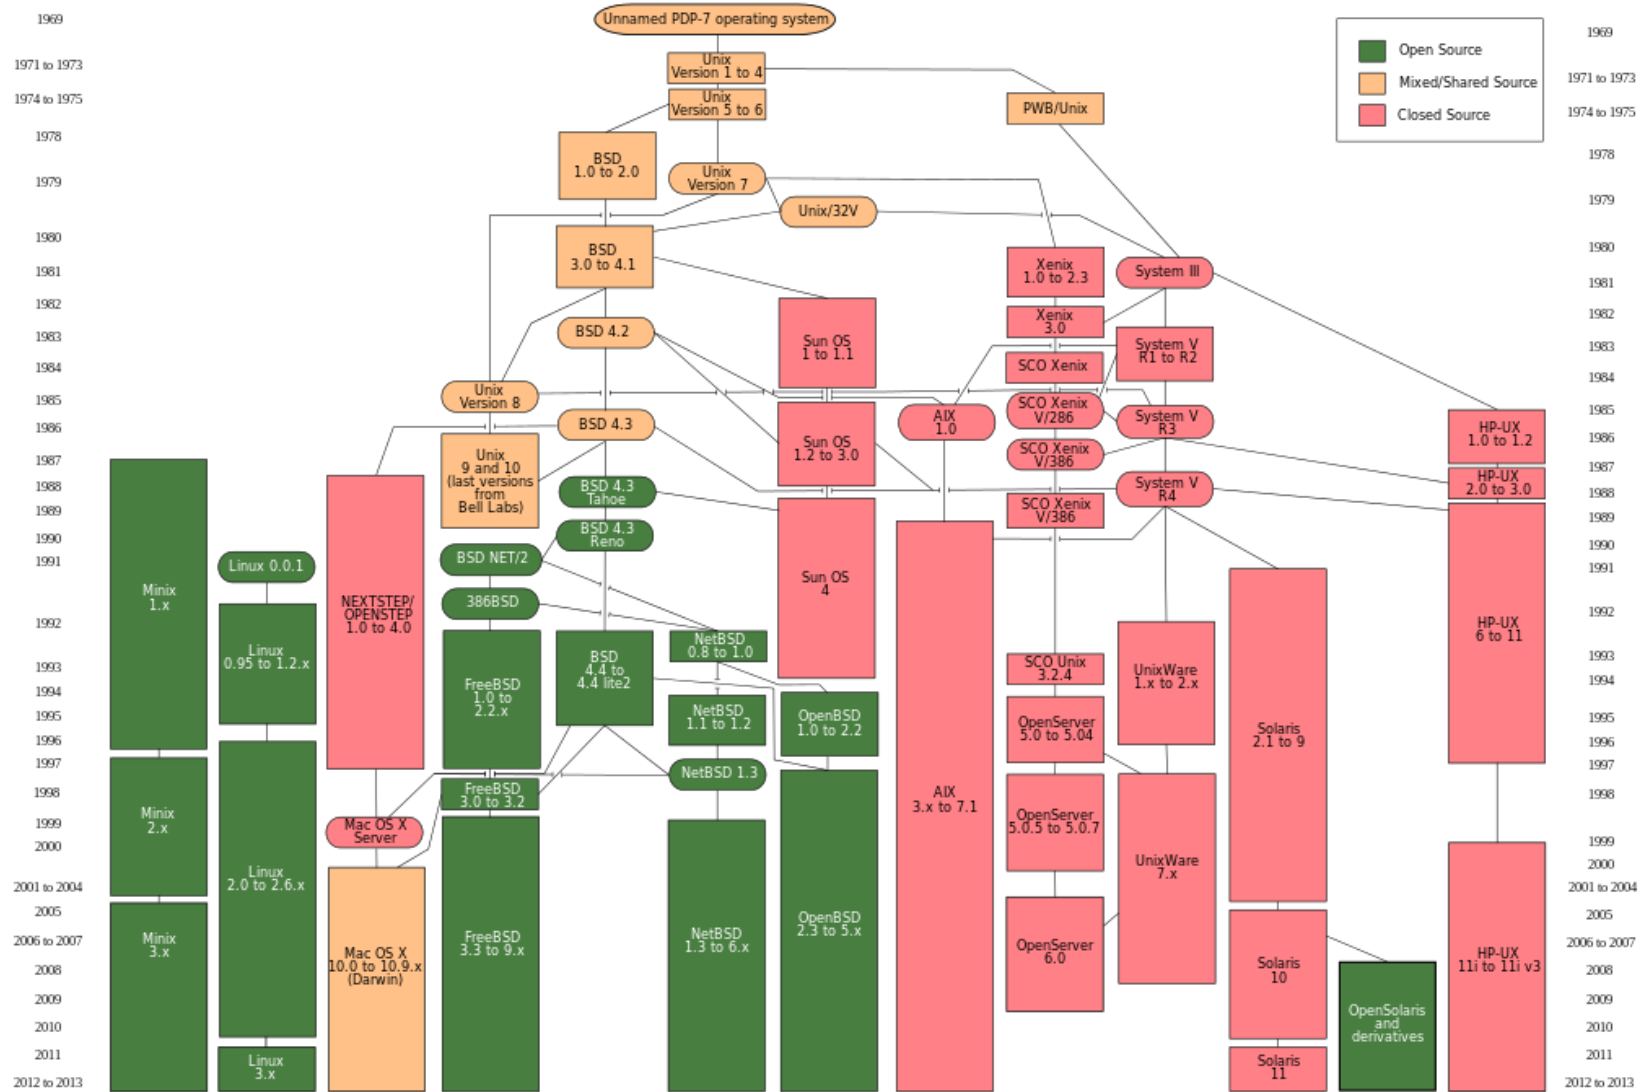 Unnamed PDP-7 operating system
1969
1969
Open Source
Mixed/Shared Source
Closed Source
1971 to 1973
Unix
Version 1 to 4
1971 to 1973
1974 to 1975
Unix
Version 5 to 6
PWB/Unix
1974 to 1975
1978
BSD
1.0 to 2.0
1978
1979
Unix
Version 7
Unix/32V
1979
1980
BSD
3.0 to 4.1
1980
1981
Xenix
1.0 to 2.3
System III
1981
1982
Xenix
3.0
1982
1983
BSD 4.2
Sun OS
1 to 1.1
System V
R1 to R2
1983
1984
SCO Xenix
1984
1985
Unix
Version 8
AIX
1.0
SCO Xenix
V/286
System V
R3
1985
1986
BSD 4.3
Sun OS
1.2 to 3.0
HP-UX
1.0 to 1.2
1986
1987
Unix
9 and 10
(last versions
from
Bell Labs)
SCO Xenix
V/386
1987
1988
BSD 4.3
Tahoe
System V
R4
HP-UX
2.0 to 3.0
1988
1989
SCO Xenix
V/386
1989
1990
BSD 4.3
Reno
1990
1991
Linux 0.0.1
BSD NET/2
1991
Minix
1.x
NEXTSTEP/
OPENSTEP
1.0 to 4.0
386BSD
Sun OS
4
1992
1992
HP-UX
6 to 11
Linux
0.95 to 1.2.x
BSD
4.4 to
4.4 lite2
NetBSD
0.8 to 1.0
1993
SCO Unix
3.2.4
UnixWare
1.x to 2.x
1993
1994
FreeBSD
1.0 to
2.2.x
1994
1995
NetBSD
1.1 to 1.2
OpenBSD
1.0 to 2.2
OpenServer
5.0 to 5.04
Solaris
2.1 to 9
1995
1996
1996
1997
NetBSD 1.3
1997
1998
FreeBSD
3.0 to 3.2
AIX
3.x to 7.1
1998
Minix
2.x
1999
Mac OS X
Server
OpenServer
5.0.5 to 5.0.7
1999
2000
2000
Linux
2.0 to 2.6.x
UnixWare
7.x
2001 to 2004
2001 to 2004
2005
2005
Minix
3.x
2006 to 2007
FreeBSD
3.3 to 9.x
NetBSD
1.3 to 6.x
OpenBSD
2.3 to 5.x
OpenServer
6.0
2006 to 2007
Mac OS X
10.0 to 10.9.x
(Darwin)
2008
Solaris
10
HP-UX
11i to 11i v3
2008
2009
2009
2010
OpenSolaris
and
derivatives
2010
2011
Linux
3.x
Solaris
11
2011
2012 to 2013
2012 to 2013